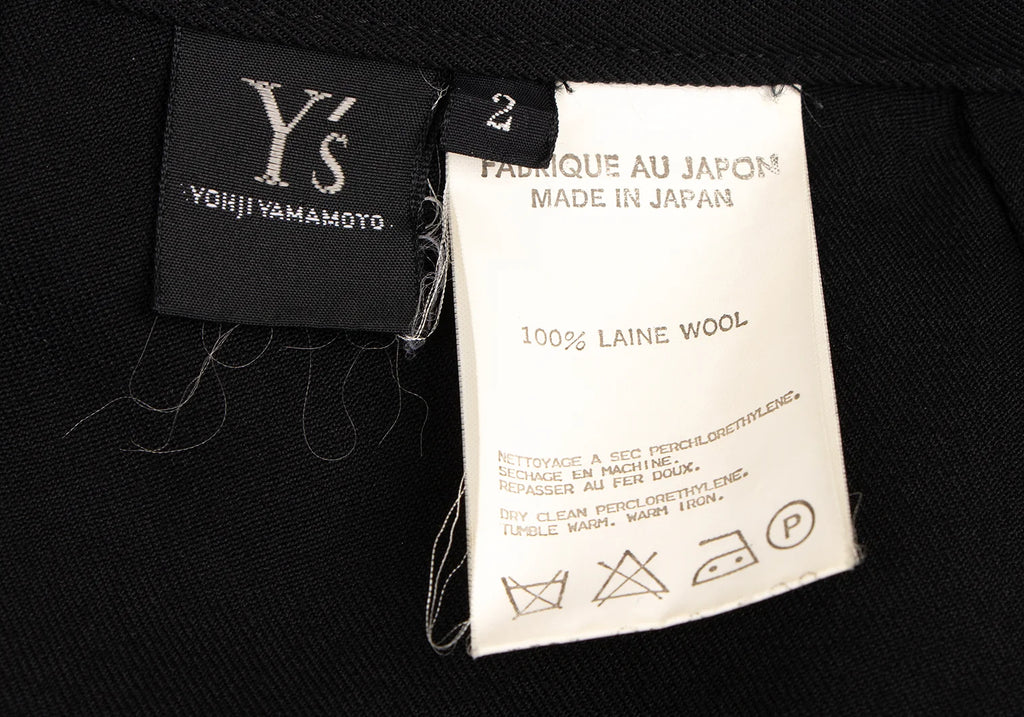 Y's
YOHJI YAMAMOTO
2
FABRIQUE AU JAPON
MADE IN JAPAN
100% LAINE WOOL
NETTOYAGE A SEC PERCHLORETHYLENE.
SECHAGE EN MACHINE.
REPASSER AU FER DOUX.
DRY CLEAN PERCLORETHYLENE.
TUMBLE WARM. WARM IRON.
P